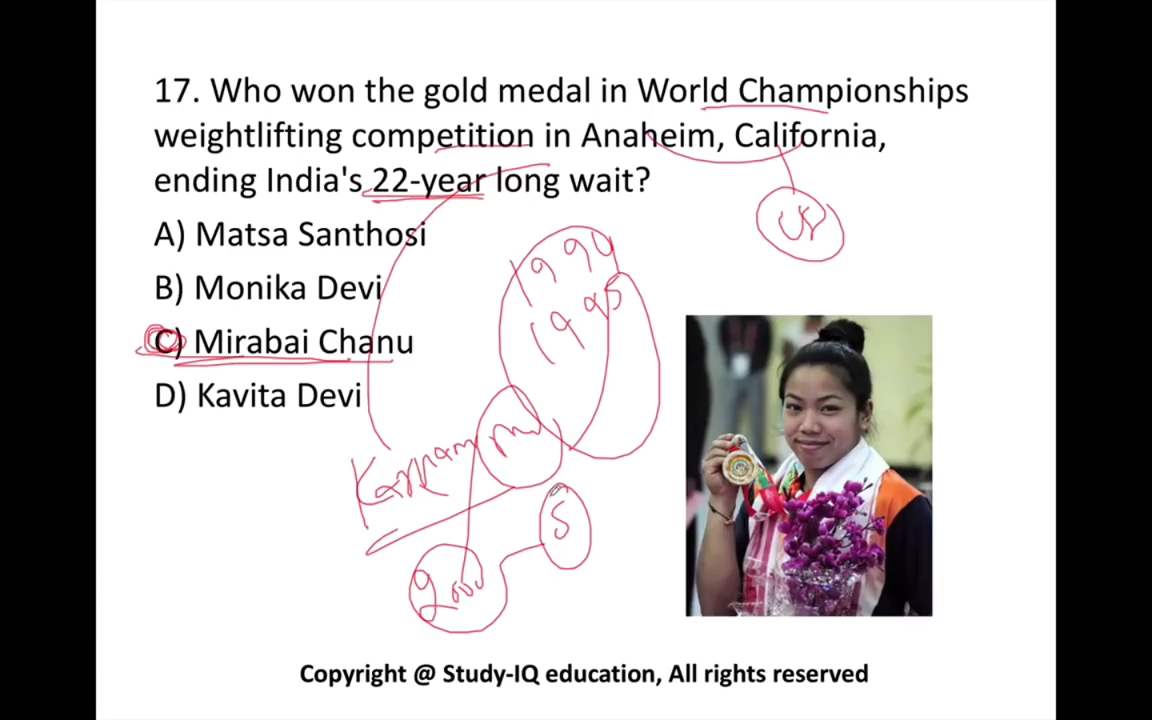 17. Who won the gold medal in World Championships
weightlifting competition in Anaheim, California,
ending India's 22-year long wait?
A) Matsa Santhosi
B) Monika Devi
C) Mirabai Chanu
D) Kavita Devi
US
1994
1995
Karnam
S
2000
Copyright @ Study-IQ education, All rights reserved